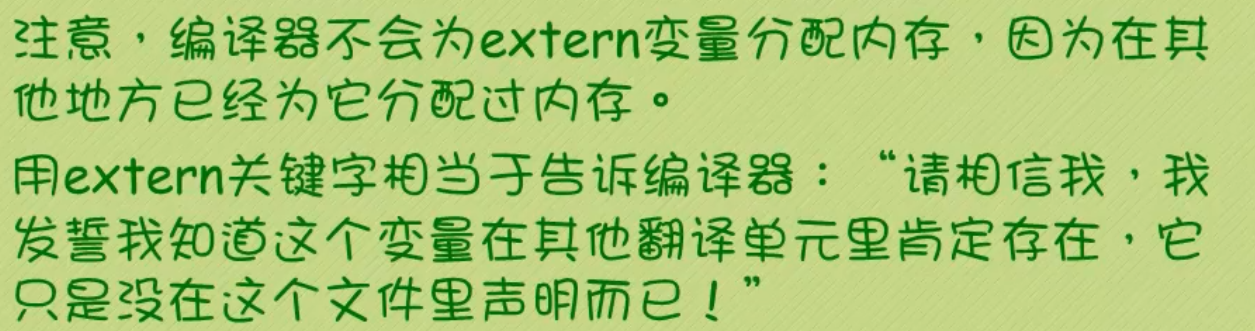 注意，编译器不会为extern变量分配内存，因为在其
他地方已经为它分配过内存。
用extern关键字相当于告诉编译器：“请相信我，我
发誓我知道这个变量在其他翻译单元里肯定存在，它
只是没在这个文件里声明而已！”